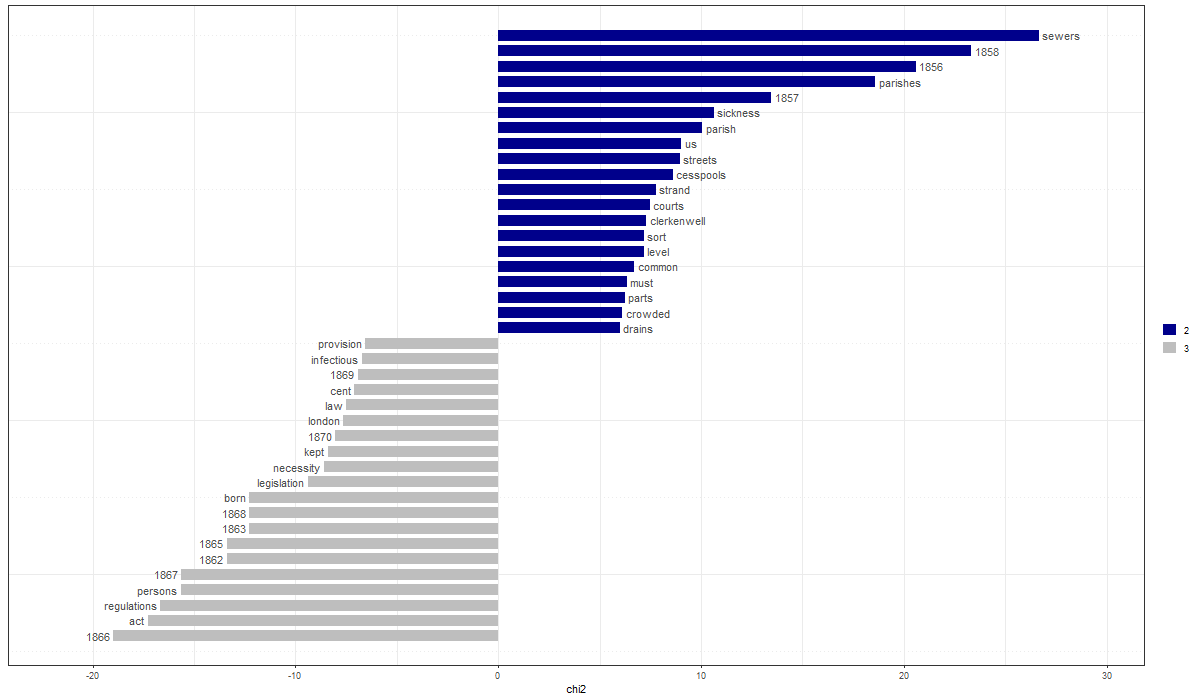 sewers
1858
1856
parishes
1857
sickness
parish
us
streets
cesspools
strand
courts
clerkenwell
sort
level
common
must
parts
crowded
drains
provision
infectious
1869
cent
law
london
1870
kept
necessity
legislation
born
1868
1863
1865
1862
1867
persons
regulations
act
1866
2
3
-20 -10 0 10 20 30
chi2